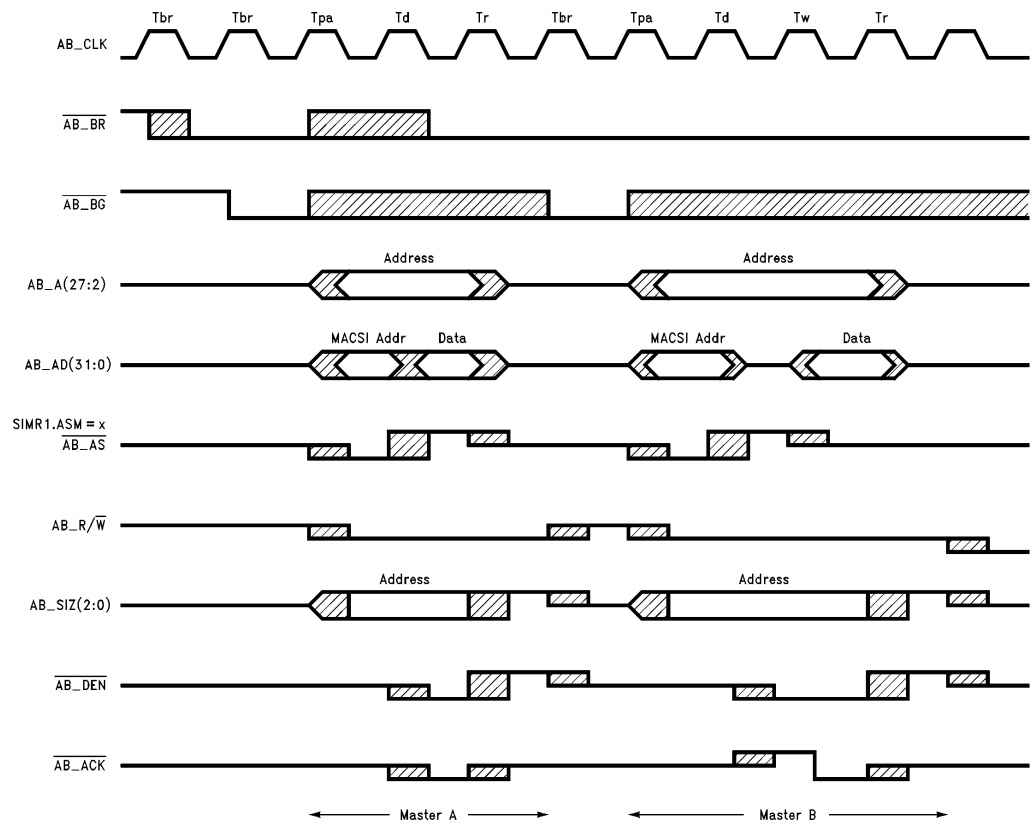 Tbr Tbr Tpa Td Tr Tbr Tpa Td Tw Tr
AB_CLK
AB_BR
AB_BG
Address Address
AB_A(27:2)
MACSI Addr Data MACSI Addr Data
AB_AD(31:0)
SIMR1.ASM = x
AB_AS
AB_R/W
Address Address
AB_SIZ(2:0)
AB_DEN
AB_ACK
Master A Master B